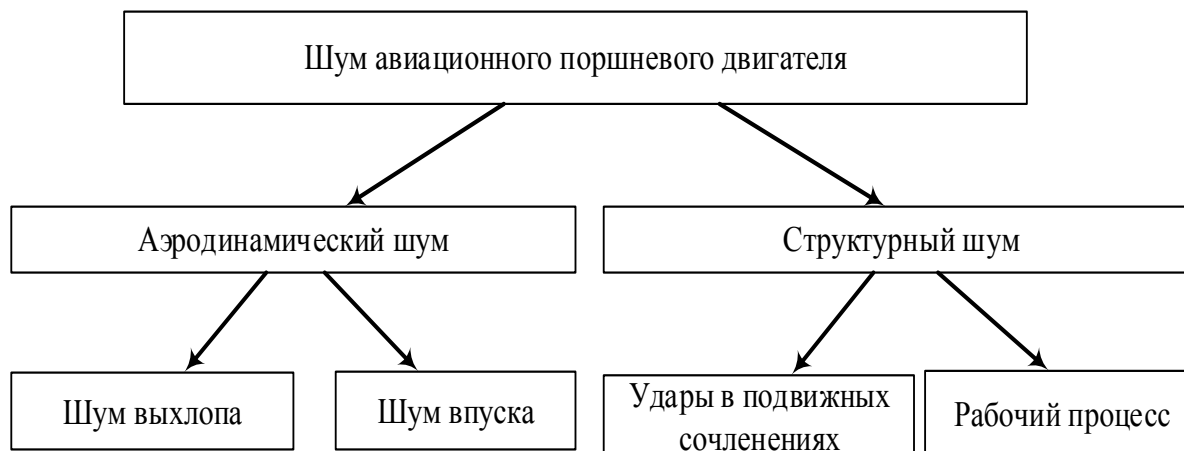 Шум авиационного поршневого двигателя
Аэродинамический шум
Структурный шум
Шум выхлопа
Шум впуска
Удары в подвижных
сочленениях
Рабочий процесс